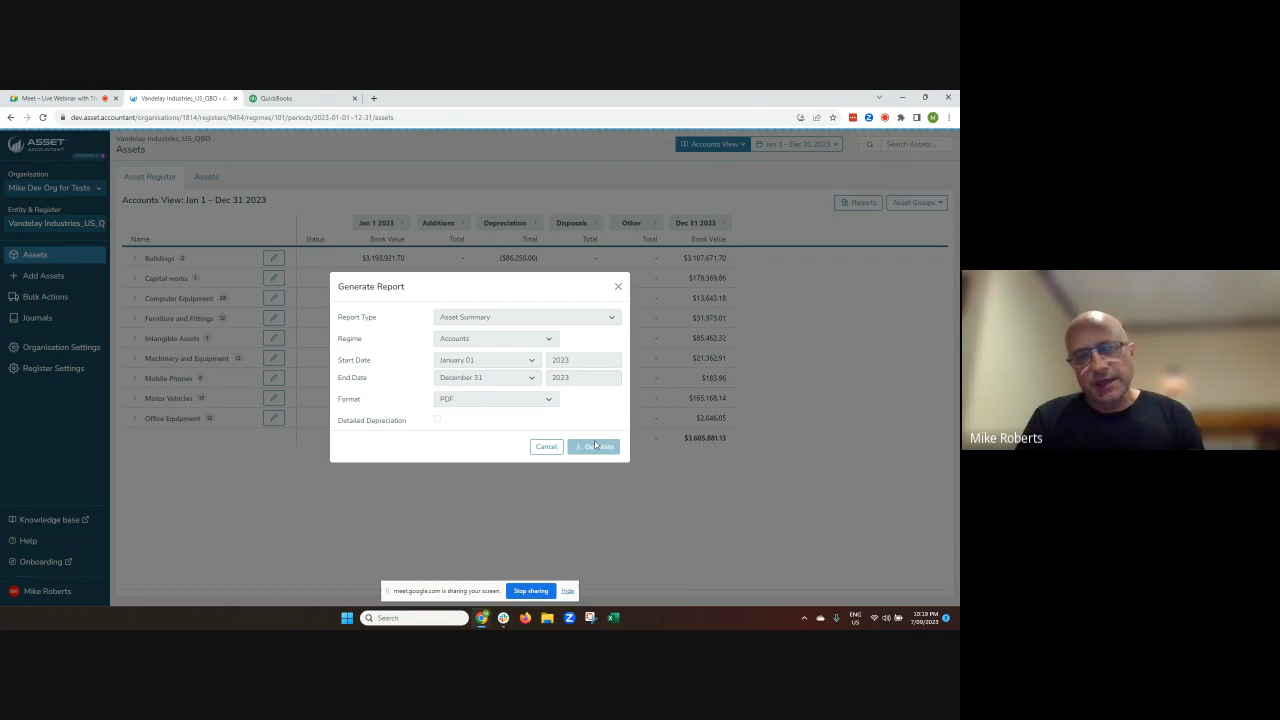 Meet – Live Webinar with Th
Vandelay Industries_US_QBO • A
QuickBooks
dev.asset.accountant/organisations/1814/registers/9454/regimes/101/periods/2023-01-01~12-31/assets
ASSET
ACCOUNTANT
Vandelay Industries_US_QBO
Assets
Accounts View
Jan 1 – Dec 31 2023
Search Assets...
Organisation
Mike Dev Org for Tests
Entity & Register
Vandelay Industries_US_Q
Assets
Add Assets
Bulk Actions
Journals
Organisation Settings
Register Settings
Knowledge base
Help
Onboarding
Mike Roberts
Asset Register Assets
Accounts View: Jan 1 – Dec 31 2023
Reports
Asset Groups
Jan 1 2023 Additions Depreciation Disposals Other Dec 31 2023
Name Status Book Value Total Total Total Total Book Value
Buildings 2 $3,193,921.70 - ($86,250.00) - - $3,107,671.70
Capital works 1 - $178,369.86
Computer Equipment 26 - $13,643.18
Furniture and Fittings 12 - $31,973.01
Intangible Assets 3 - $85,462.32
Machinery and Equipment 12 - $21,362.91
Mobile Phones 6 - $183.96
Motor Vehicles 17 - $165,168.14
Office Equipment 12 - $2,046.05
- $3,605,881.13
Generate Report
Report Type Asset Summary
Regime Accounts
Start Date January 01 2023
End Date December 31 2023
Format PDF
Detailed Depreciation
Cancel Generate
meet.google.com is sharing your screen. Stop sharing Hide
Search
ENG
US
10:19 PM
7/09/2023
Mike Roberts